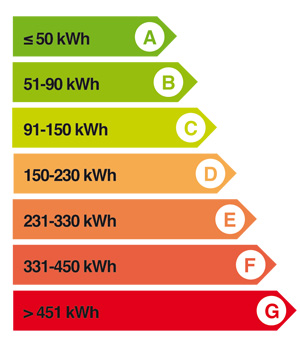 ≤ 50 kWh A
51-90 kWh B
91-150 kWh C
150-230 kWh D
231-330 kWh E
331-450 kWh F
> 451 kWh G